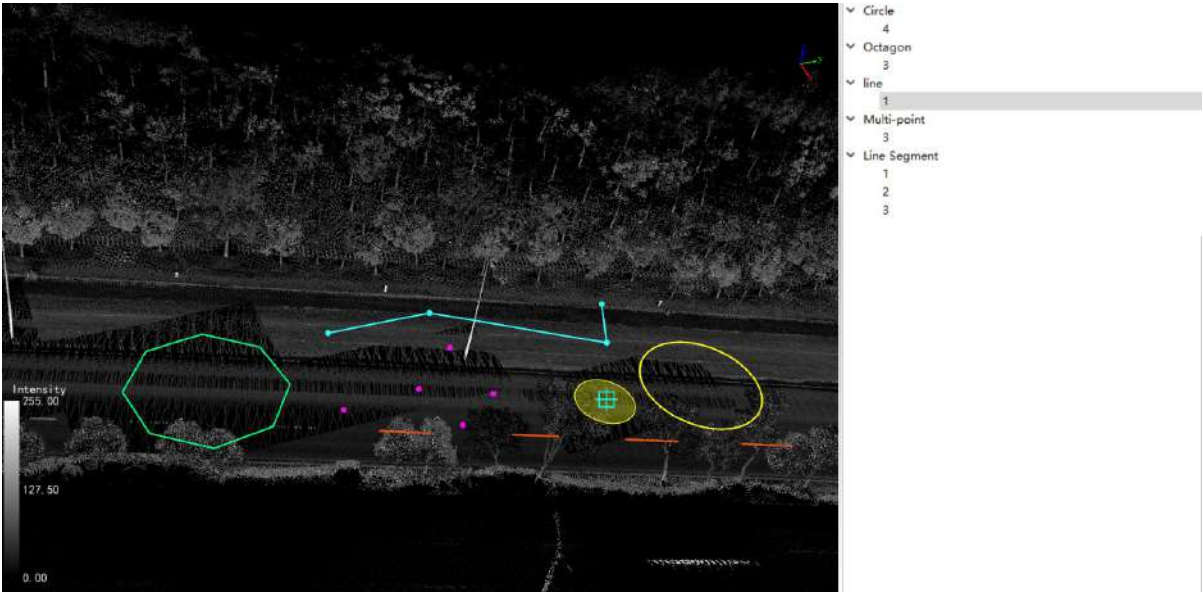 Intensity
255.00
127.50
0.00
Circle
4
Octagon
3
line
1
Multi-point
3
Line Segment
1
2
3